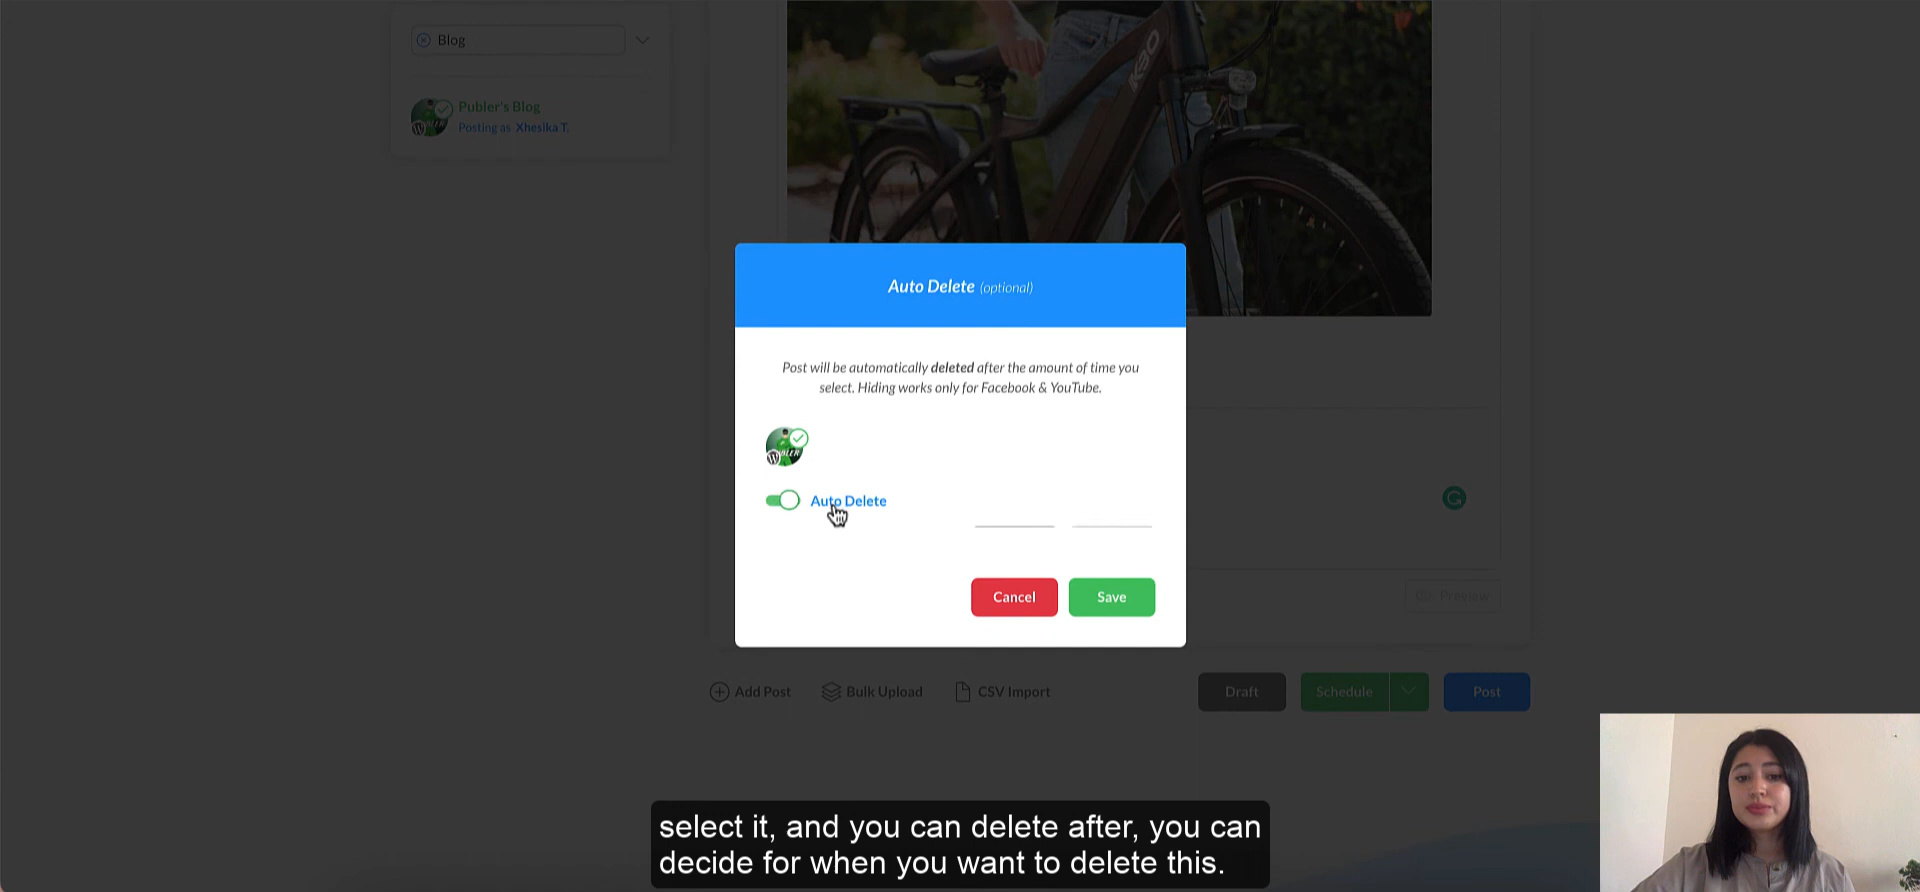 Blog
Publer's Blog
Posting as Xhesika T.
K90
Auto Delete (optional)
Post will be automatically deleted after the amount of time you
select. Hiding works only for Facebook & YouTube.
Auto Delete
Cancel Save
Preview
Add Post Bulk Upload CSV Import Draft Schedule Post
select it, and you can delete after, you can
decide for when you want to delete this.